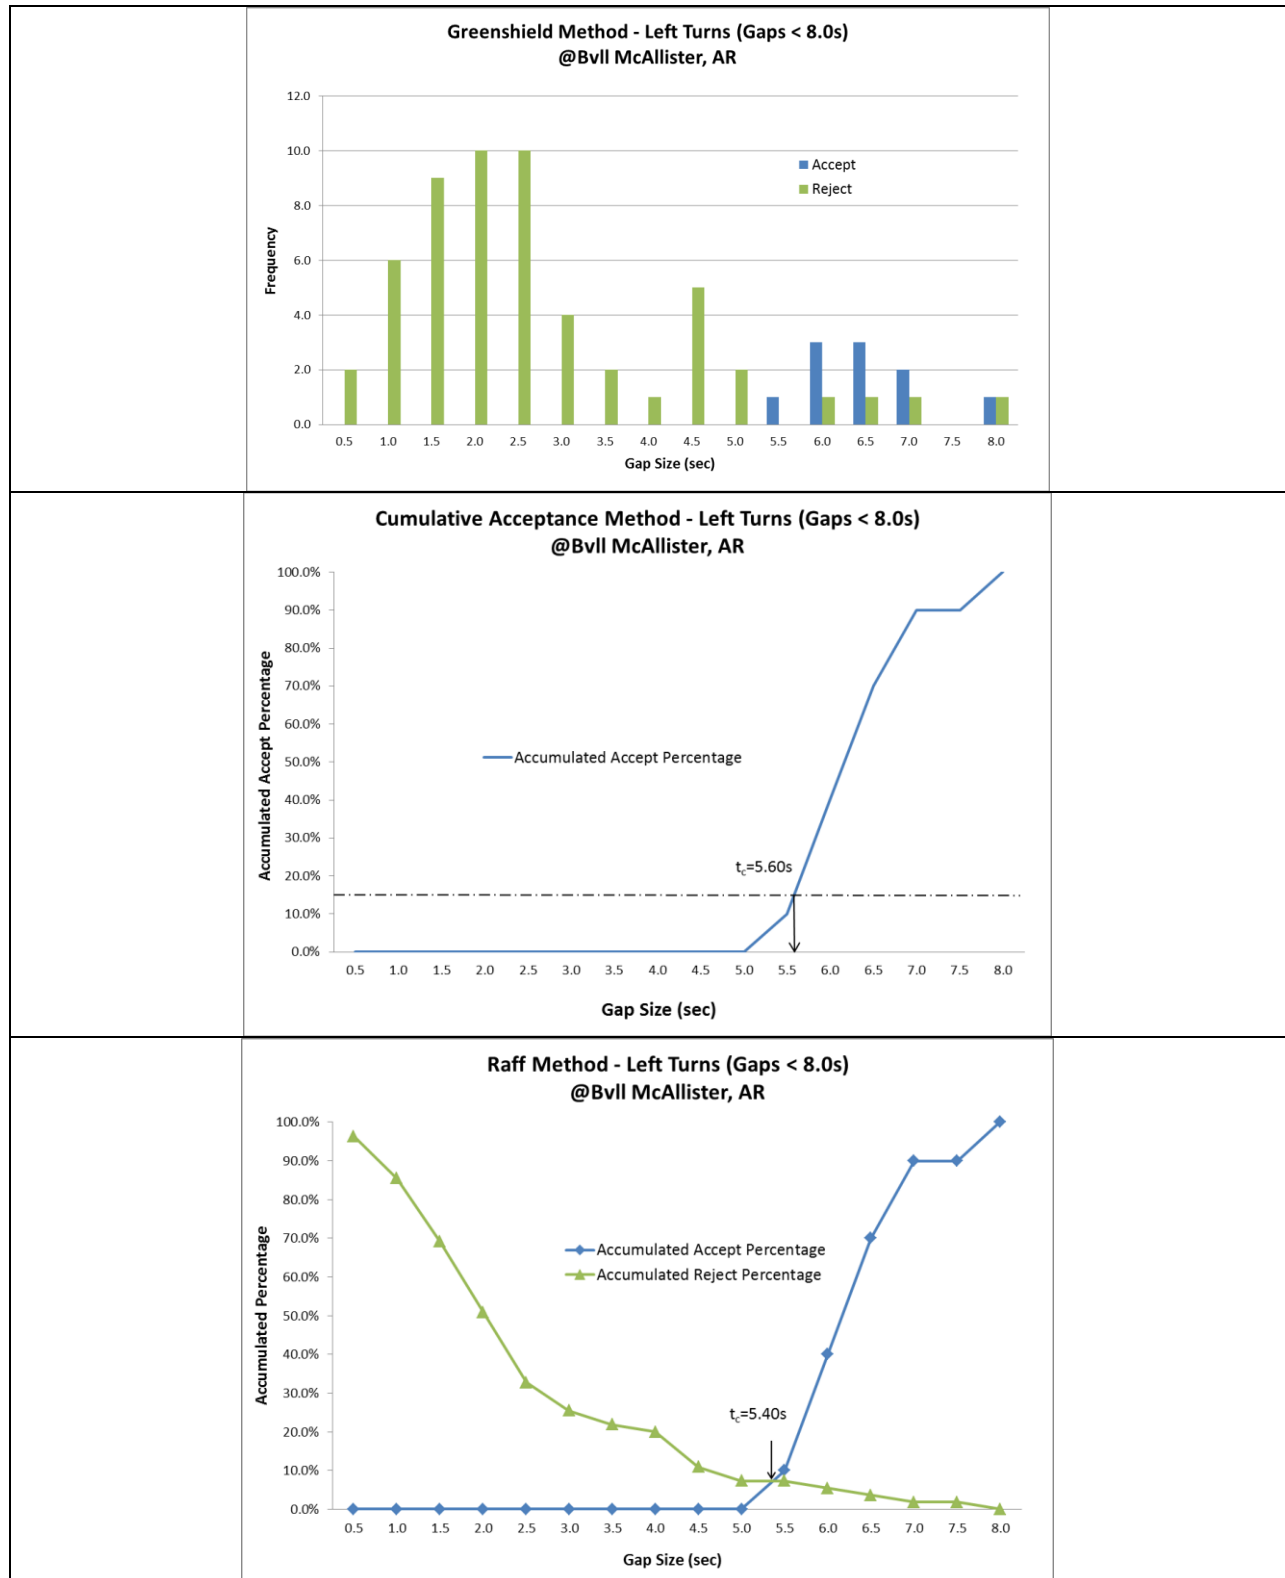 Greenshield Method - Left Turns (Gaps < 8.0s)
@Bvll McAllister, AR
12.0
10.0
8.0
6.0
4.0
2.0
0.0
Frequency
Accept
Reject
0.5 1.0 1.5 2.0 2.5 3.0 3.5 4.0 4.5 5.0 5.5 6.0 6.5 7.0 7.5 8.0
Gap Size (sec)
Cumulative Acceptance Method - Left Turns (Gaps < 8.0s)
@Bvll McAllister, AR
100.0%
90.0%
80.0%
70.0%
60.0%
50.0%
40.0%
30.0%
20.0%
10.0%
0.0%
Accumulated Accept Percentage
Accumulated Accept Percentage
tc=5.60s
0.5 1.0 1.5 2.0 2.5 3.0 3.5 4.0 4.5 5.0 5.5 6.0 6.5 7.0 7.5 8.0
Gap Size (sec)
Raff Method - Left Turns (Gaps < 8.0s)
@Bvll McAllister, AR
100.0%
90.0%
80.0%
70.0%
60.0%
50.0%
40.0%
30.0%
20.0%
10.0%
0.0%
Accumulated Percentage
Accumulated Accept Percentage
Accumulated Reject Percentage
tc=5.40s
0.5 1.0 1.5 2.0 2.5 3.0 3.5 4.0 4.5 5.0 5.5 6.0 6.5 7.0 7.5 8.0
Gap Size (sec)